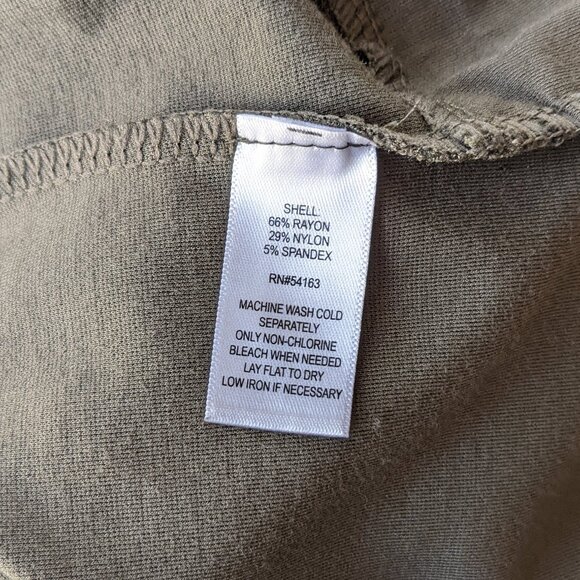 SHELL:
66% RAYON
29% NYLON
5% SPANDEX
RN#54163
MACHINE WASH COLD
SEPARATELY
ONLY NON-CHLORINE
BLEACH WHEN NEEDED
LAY FLAT TO DRY
LOW IRON IF NECESSARY